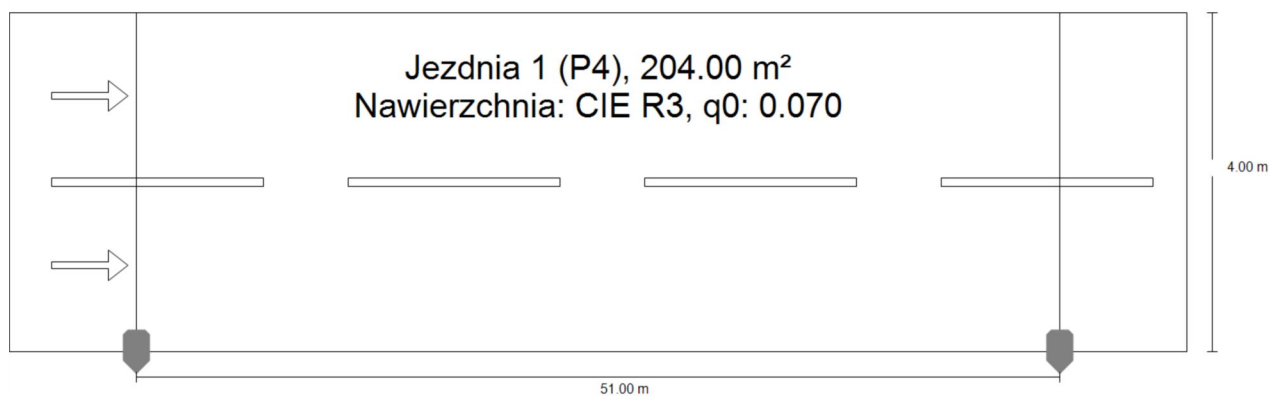 Jezdnia 1 (P4), 204.00 m²
Nawierzchnia: CIE R3, q0: 0.070
4.00 m
51.00 m